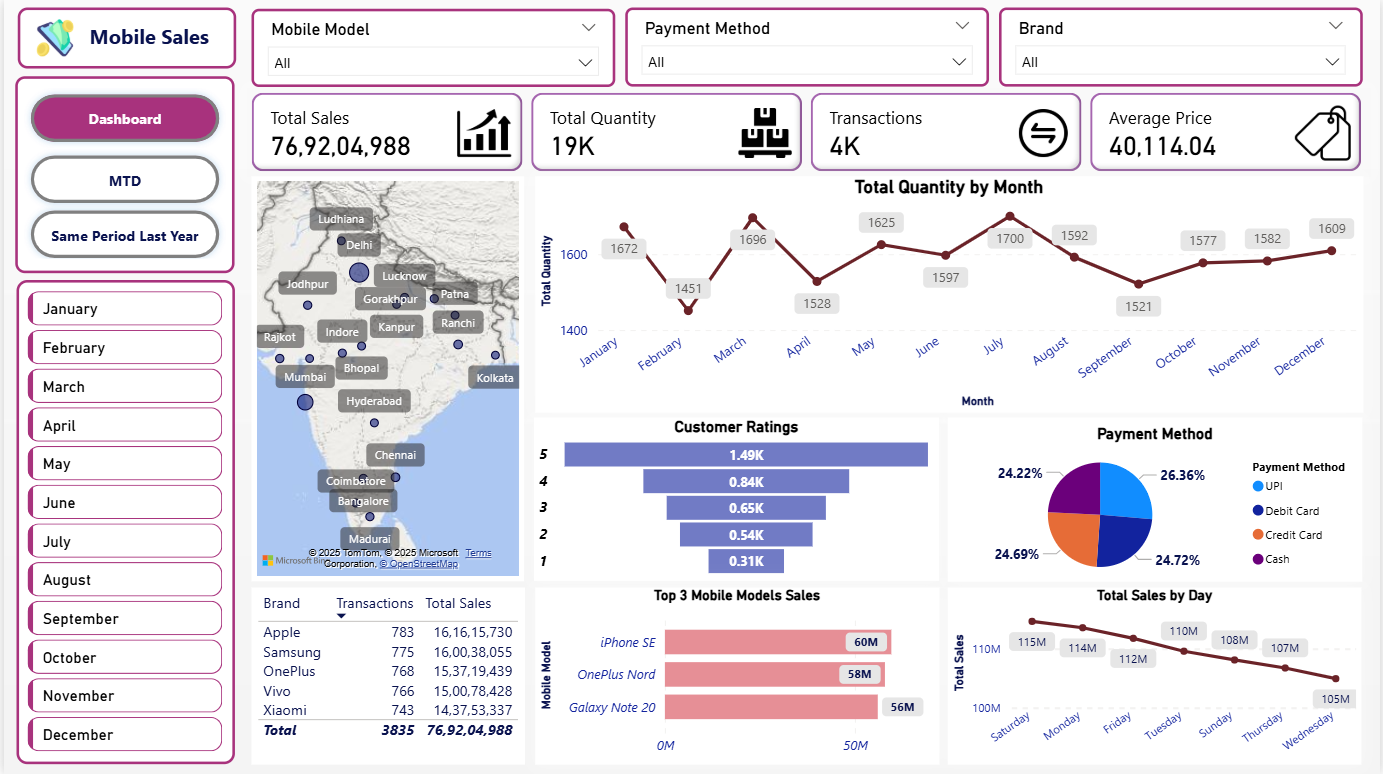 Mobile Sales
Mobile Model
All
Payment Method
All
Brand
All
Dashboard
MTD
Same Period Last Year
Total Sales
76,92,04,988
Total Quantity
19K
Transactions
4K
Average Price
40,114.04
January
February
March
April
May
June
July
August
September
October
November
December
Ludhiana
Delhi
Lucknow
Jodhpur
Gorakhpur
Patna
Kanpur
Ranchi
Rajkot
Indore
Bhopal
Mumbai
Kolkata
Hyderabad
Chennai
Coimbatore
Bangalore
Madurai
© 2025 TomTom, © 2025 Microsoft Corporation, © OpenStreetMap Terms
Microsoft Bing
Total Quantity by Month
Total Quantity
1600
1400
1672
1451
1696
1528
1625
1597
1700
1592
1521
1577
1582
1609
January
February
March
April
May
June
July
August
September
October
November
December
Month
Customer Ratings
5 1.49K
4 0.84K
3 0.65K
2 0.54K
1 0.31K
Payment Method
24.22%
26.36%
24.69%
24.72%
Payment Method
UPI
Debit Card
Credit Card
Cash
Brand Transactions Total Sales
Apple 783 16,16,15,730
Samsung 775 16,00,38,055
OnePlus 768 15,37,19,439
Vivo 766 15,00,78,428
Xiaomi 743 14,37,53,337
Total 3835 76,92,04,988
Top 3 Mobile Models Sales
Mobile Model
iPhone SE 60M
OnePlus Nord 58M
Galaxy Note 20 56M
0M 50M
Total Sales by Day
Total Sales
110M
100M
115M
114M
112M
110M
108M
107M
105M
Saturday
Monday
Friday
Tuesday
Sunday
Thursday
Wednesday